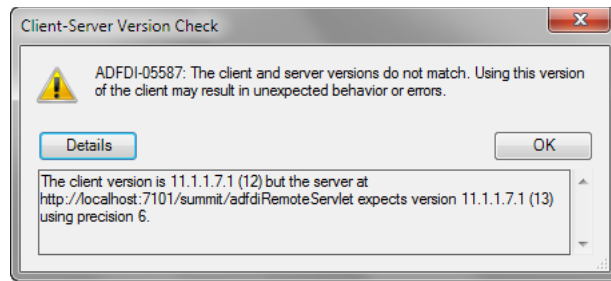 Client-Server Version Check
ADFDI-05587: The client and server versions do not match. Using this version
of the client may result in unexpected behavior or errors.
Details
OK
The client version is 11.1.1.7.1 (12) but the server at
http://localhost:7101/summit/adfdiRemoteServlet expects version 11.1.1.7.1 (13)
using precision 6.